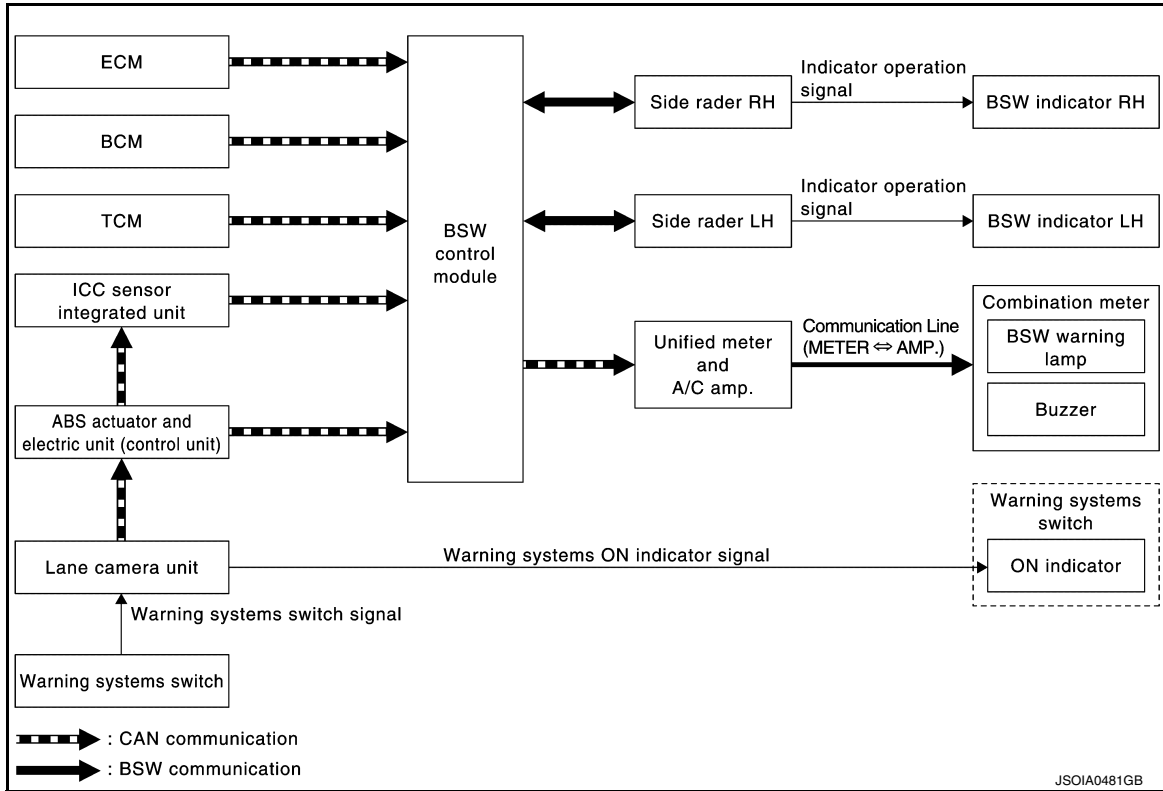 ECM
BCM
TCM
ICC sensor
integrated unit
ABS actuator and
electric unit (control unit)
Lane camera unit
Warning systems switch signal
Warning systems switch
BSW
control
module
Side rader RH
Indicator operation
signal
BSW indicator RH
Side rader LH
Indicator operation
signal
BSW indicator LH
Unified meter
and
A/C amp.
Communication Line
(METER ⇔ AMP.)
Combination meter
BSW warning
lamp
Buzzer
Warning systems ON indicator signal
Warning systems
switch
ON indicator
: CAN communication
: BSW communication
JSOIA0481GB